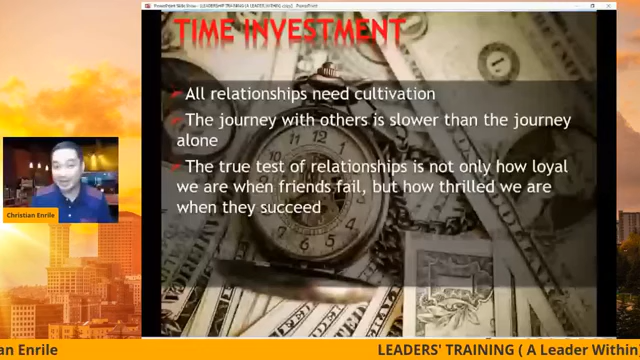 PowerPoint Slide Show - [LEADERSHIP TRAINING (A LEADER WITHIN) (copy)] - PowerPoint
TIME INVESTMENT
All relationships need cultivation
The journey with others is slower than the journey
alone
The true test of relationships is not only how loyal
we are when friends fail, but how thrilled we are
when they succeed
Christian Enrile
an Enrile
LEADERS' TRAINING ( A Leader Within